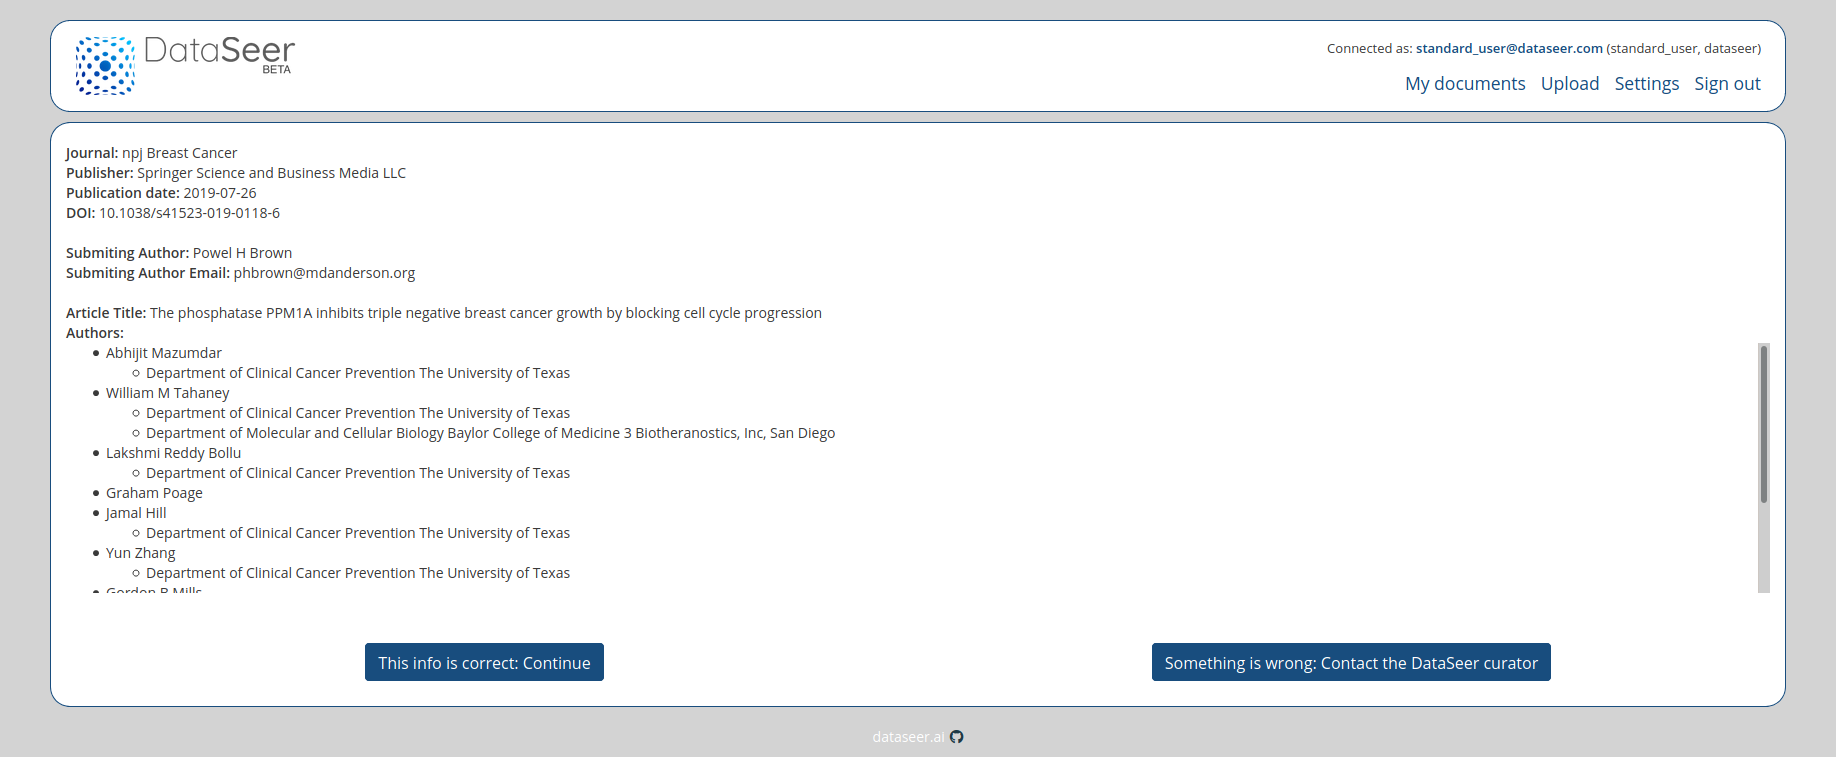 DataSeer
BETA
Connected as: standard_user@dataseer.com (standard_user, dataseer)
My documents Upload Settings Sign out
Journal: npj Breast Cancer
Publisher: Springer Science and Business Media LLC
Publication date: 2019-07-26
DOI: 10.1038/s41523-019-0118-6
Submiting Author: Powel H Brown
Submiting Author Email: phbrown@mdanderson.org
Article Title: The phosphatase PPM1A inhibits triple negative breast cancer growth by blocking cell cycle progression
Authors:
Abhijit Mazumdar
Department of Clinical Cancer Prevention The University of Texas
William M Tahaney
Department of Clinical Cancer Prevention The University of Texas
Department of Molecular and Cellular Biology Baylor College of Medicine 3 Biotheranostics, Inc, San Diego
Lakshmi Reddy Bollu
Department of Clinical Cancer Prevention The University of Texas
Graham Poage
Jamal Hill
Department of Clinical Cancer Prevention The University of Texas
Yun Zhang
Department of Clinical Cancer Prevention The University of Texas
Gordon B Mills
This info is correct: Continue
Something is wrong: Contact the DataSeer curator
dataseer.ai